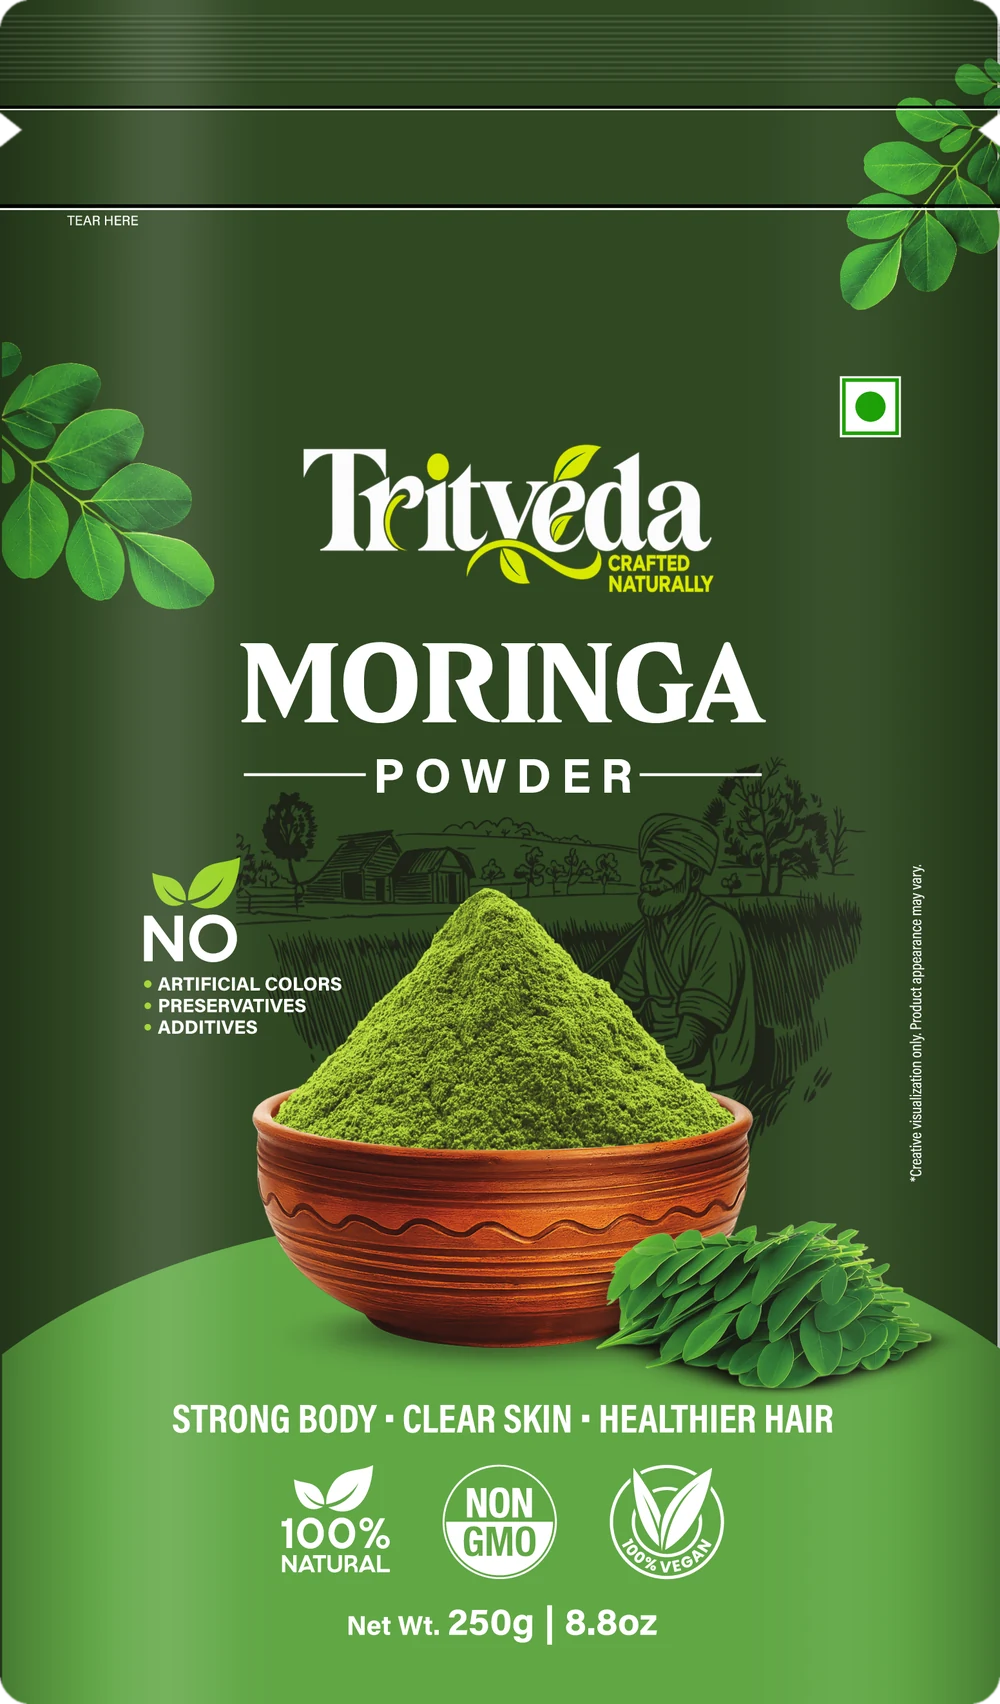 TEAR HERE
Tritvéda
CRAFTED
NATURALLY
MORINGA
POWDER
NO
• ARTIFICIAL COLORS
• PRESERVATIVES
• ADDITIVES
*Creative visualization only. Product appearance may vary.
STRONG BODY · CLEAR SKIN · HEALTHIER HAIR
100%
NATURAL
NON
GMO
100% VEGAN
Net Wt. 250g | 8.8oz